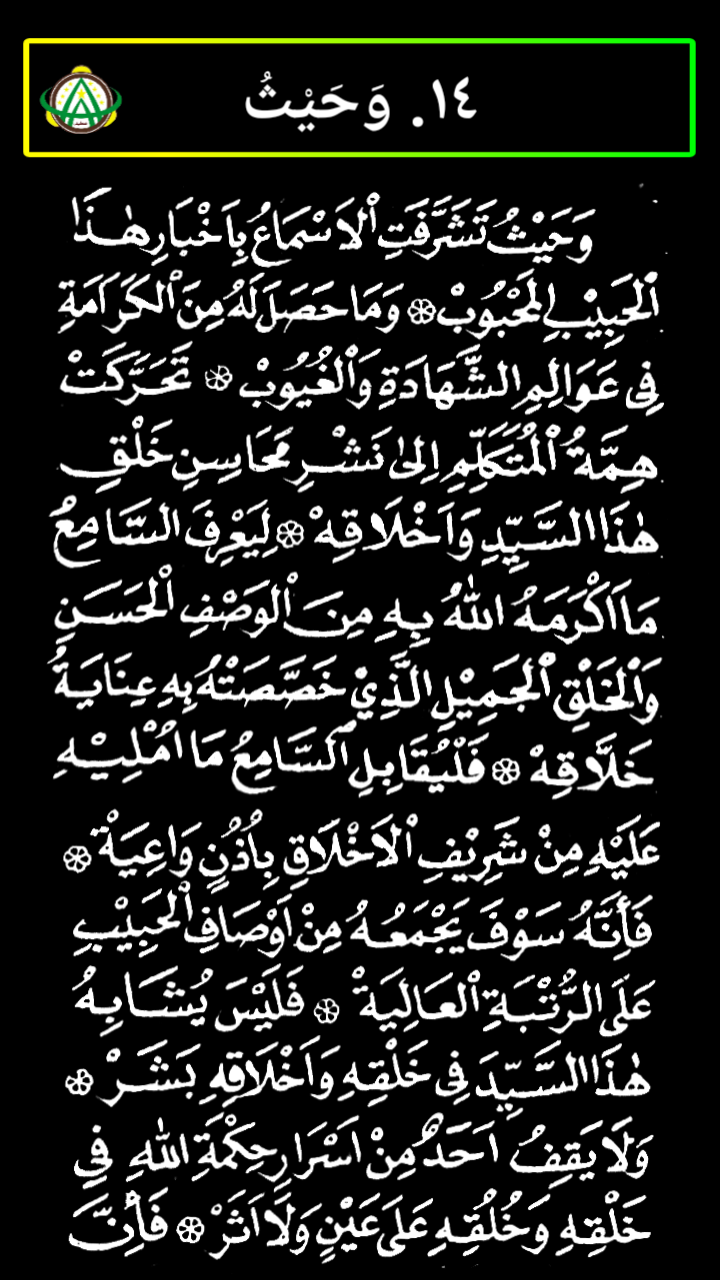 ١٤. وَحَيْثُ
وَحَيْثُ تَشَرَّفَتِ الْاَسْمَاعُ بِاَخْبَارِ هٰذَا
الْحَبِيْبِ الْمَحْبُوْبْ ۞ وَمَا حَصَلَ لَهُ مِنَ الْكَرَامَةِ
فِى عَوَالِمِ الشَّهَادَةِ وَالْغُيُوْبْ ۞ تَحَرَّكَتْ
هِمَّةُ الْمُتَكَلِّمِ اِلىٰ نَشْرِ مَحَاسِنِ خَلْقِ
هٰذَا السَّيِّدِ وَاَخْلَاقِهْ ۞ لِيَعْرِفَ السَّامِعُ
مَا اَكْرَمَهُ اللهُ بِهِ مِنَ الْوَصْفِ الْحَسَنِ
وَالْخَلْقِ الْجَمِيْلِ الَّذِيْ خَصَّصَتْهُ بِهِ عِنَايَةُ
خَلَّاقِهْ ۞ فَلْيُقَابِلِ السَّامِعُ مَا اُمْلِيْهِ
عَلَيْهِ مِنْ شَرِيْفِ الْاَخْلَاقِ بِاُذُنٍ وَاعِيَةْ ۞
فَاِنَّهُ سَوْفَ يَجْمَعُهُ مِنْ اَوْصَافِ الْحَبِيْبِ
عَلَى الرُّتْبَةِ الْعَالِيَةْ ۞ فَلَيْسَ يُشَابِهُ
هٰذَا السَّيِّدَ فِى خَلْقِهِ وَاَخْلَاقِهِ بَشَرْ ۞
وَلَا يَقِفُ اَحَدٌ مِنْ اَسْرَارِ حِكْمَةِ اللهِ فِي
خَلْقِهِ وَخُلُقِهِ عَلَى عَيْنٍ وَلَا اَثَرْ ۞ فَاِنَّ